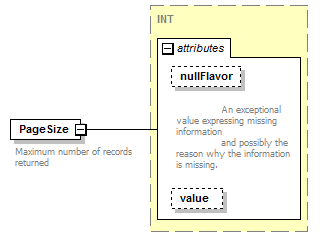 INT
attributes
nullFlavor
An exceptional
value expressing missing
information
and possibly the
reason why the information
is missing.
PageSize
Maximum number of records
returned
value